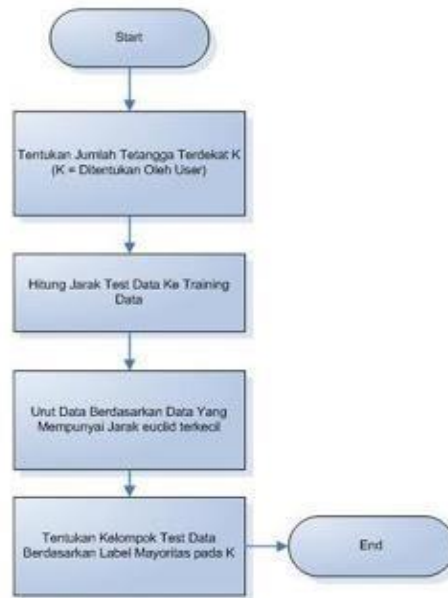 Start
Tentukan Jumlah Tetangga Terdekat K
(K = Ditentukan Oleh User)
Hitung Jarak Test Data Ke Training
Data
Urut Data Berdasarkan Data Yang
Mempunyai Jarak euclid terkecil
Tentukan Kelompok Test Data
Berdasarkan Label Mayoritas pada K
End